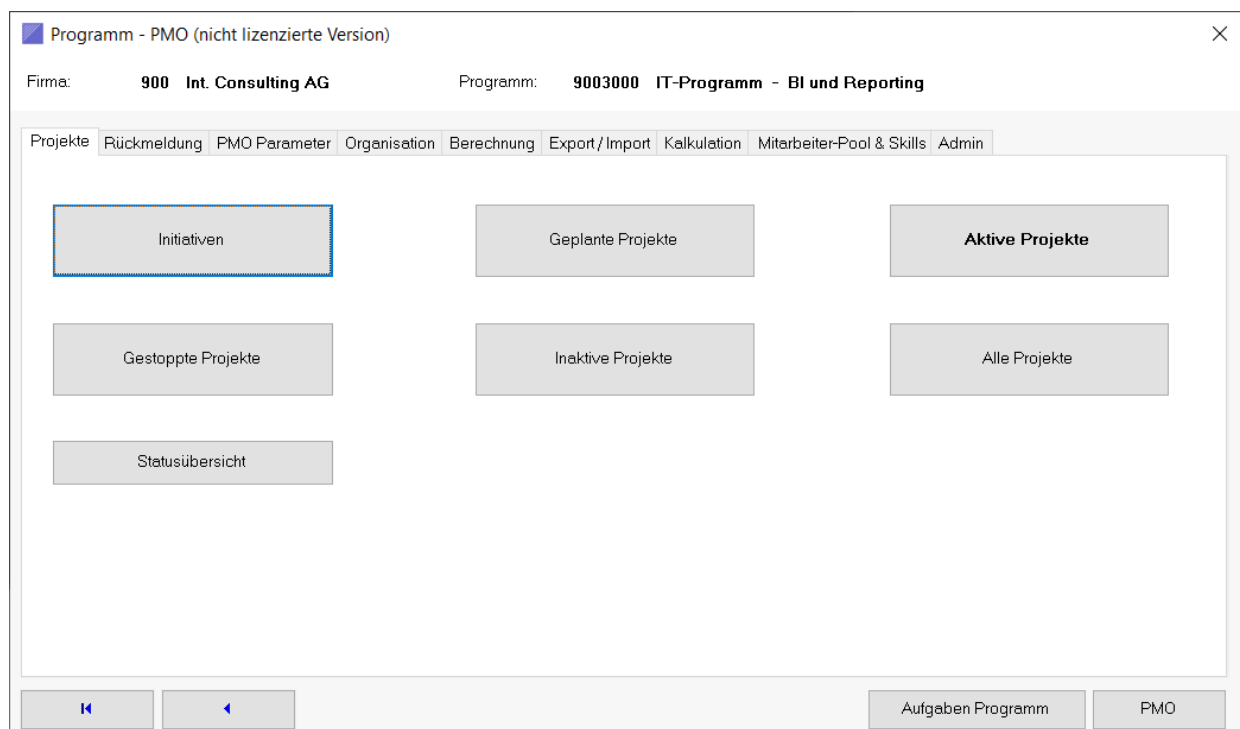 Programm - PMO (nicht lizenzierte Version)
Firma: 900 Int. Consulting AG Programm: 9003000 IT-Programm - BI und Reporting
Projekte Rückmeldung PMO Parameter Organisation Berechnung Export / Import Kalkulation Mitarbeiter-Pool & Skills Admin
Initiativen Geplante Projekte Aktive Projekte
Gestoppte Projekte Inaktive Projekte Alle Projekte
Statusübersicht
Aufgaben Programm PMO